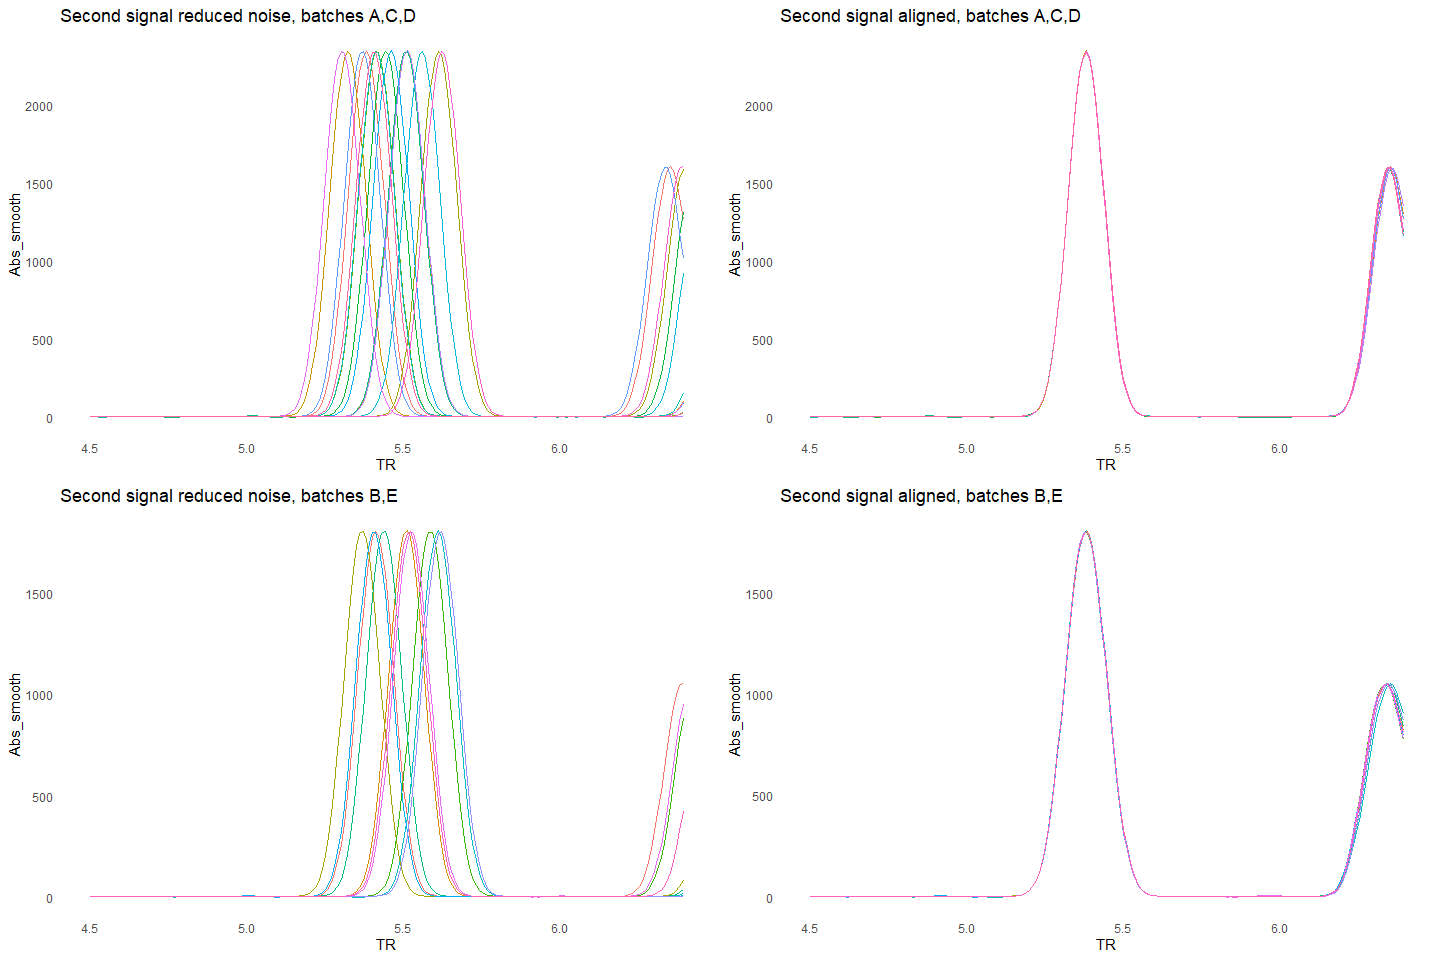 Second signal reduced noise, batches A,C,D
Abs_smooth
2000
1500
1000
500
0
4.5 5.0 5.5 6.0
TR
Second signal aligned, batches A,C,D
Abs_smooth
2000
1500
1000
500
0
4.5 5.0 5.5 6.0
TR
Second signal reduced noise, batches B,E
Abs_smooth
1500
1000
500
0
4.5 5.0 5.5 6.0
TR
Second signal aligned, batches B,E
Abs_smooth
1500
1000
500
0
4.5 5.0 5.5 6.0
TR